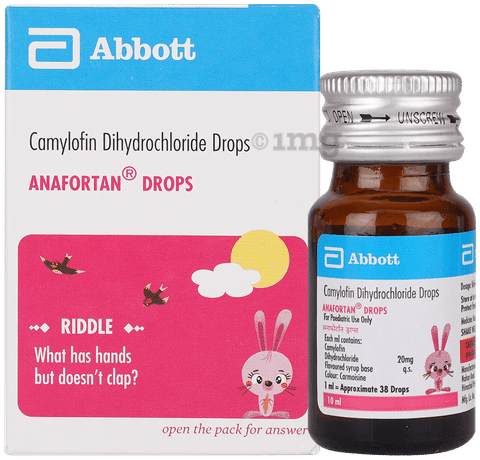 Abbott
Camylofin Dihydrochloride Drops
ANAFORTAN® DROPS
RIDDLE
What has hands
but doesn't clap?
open the pack for answer
©1mg
OPEN UNSCREW
Abbott
Camylofin Dihydrochloride Drops
ANAFORTAN® DROPS
For Paediatric Use Only
Each ml contains:
Camylofin
Dihydrochloride 20mg
Flavoured syrup base q.s.
Colour: Carmoisine
1 ml = Approximate 38 Drops
10 ml